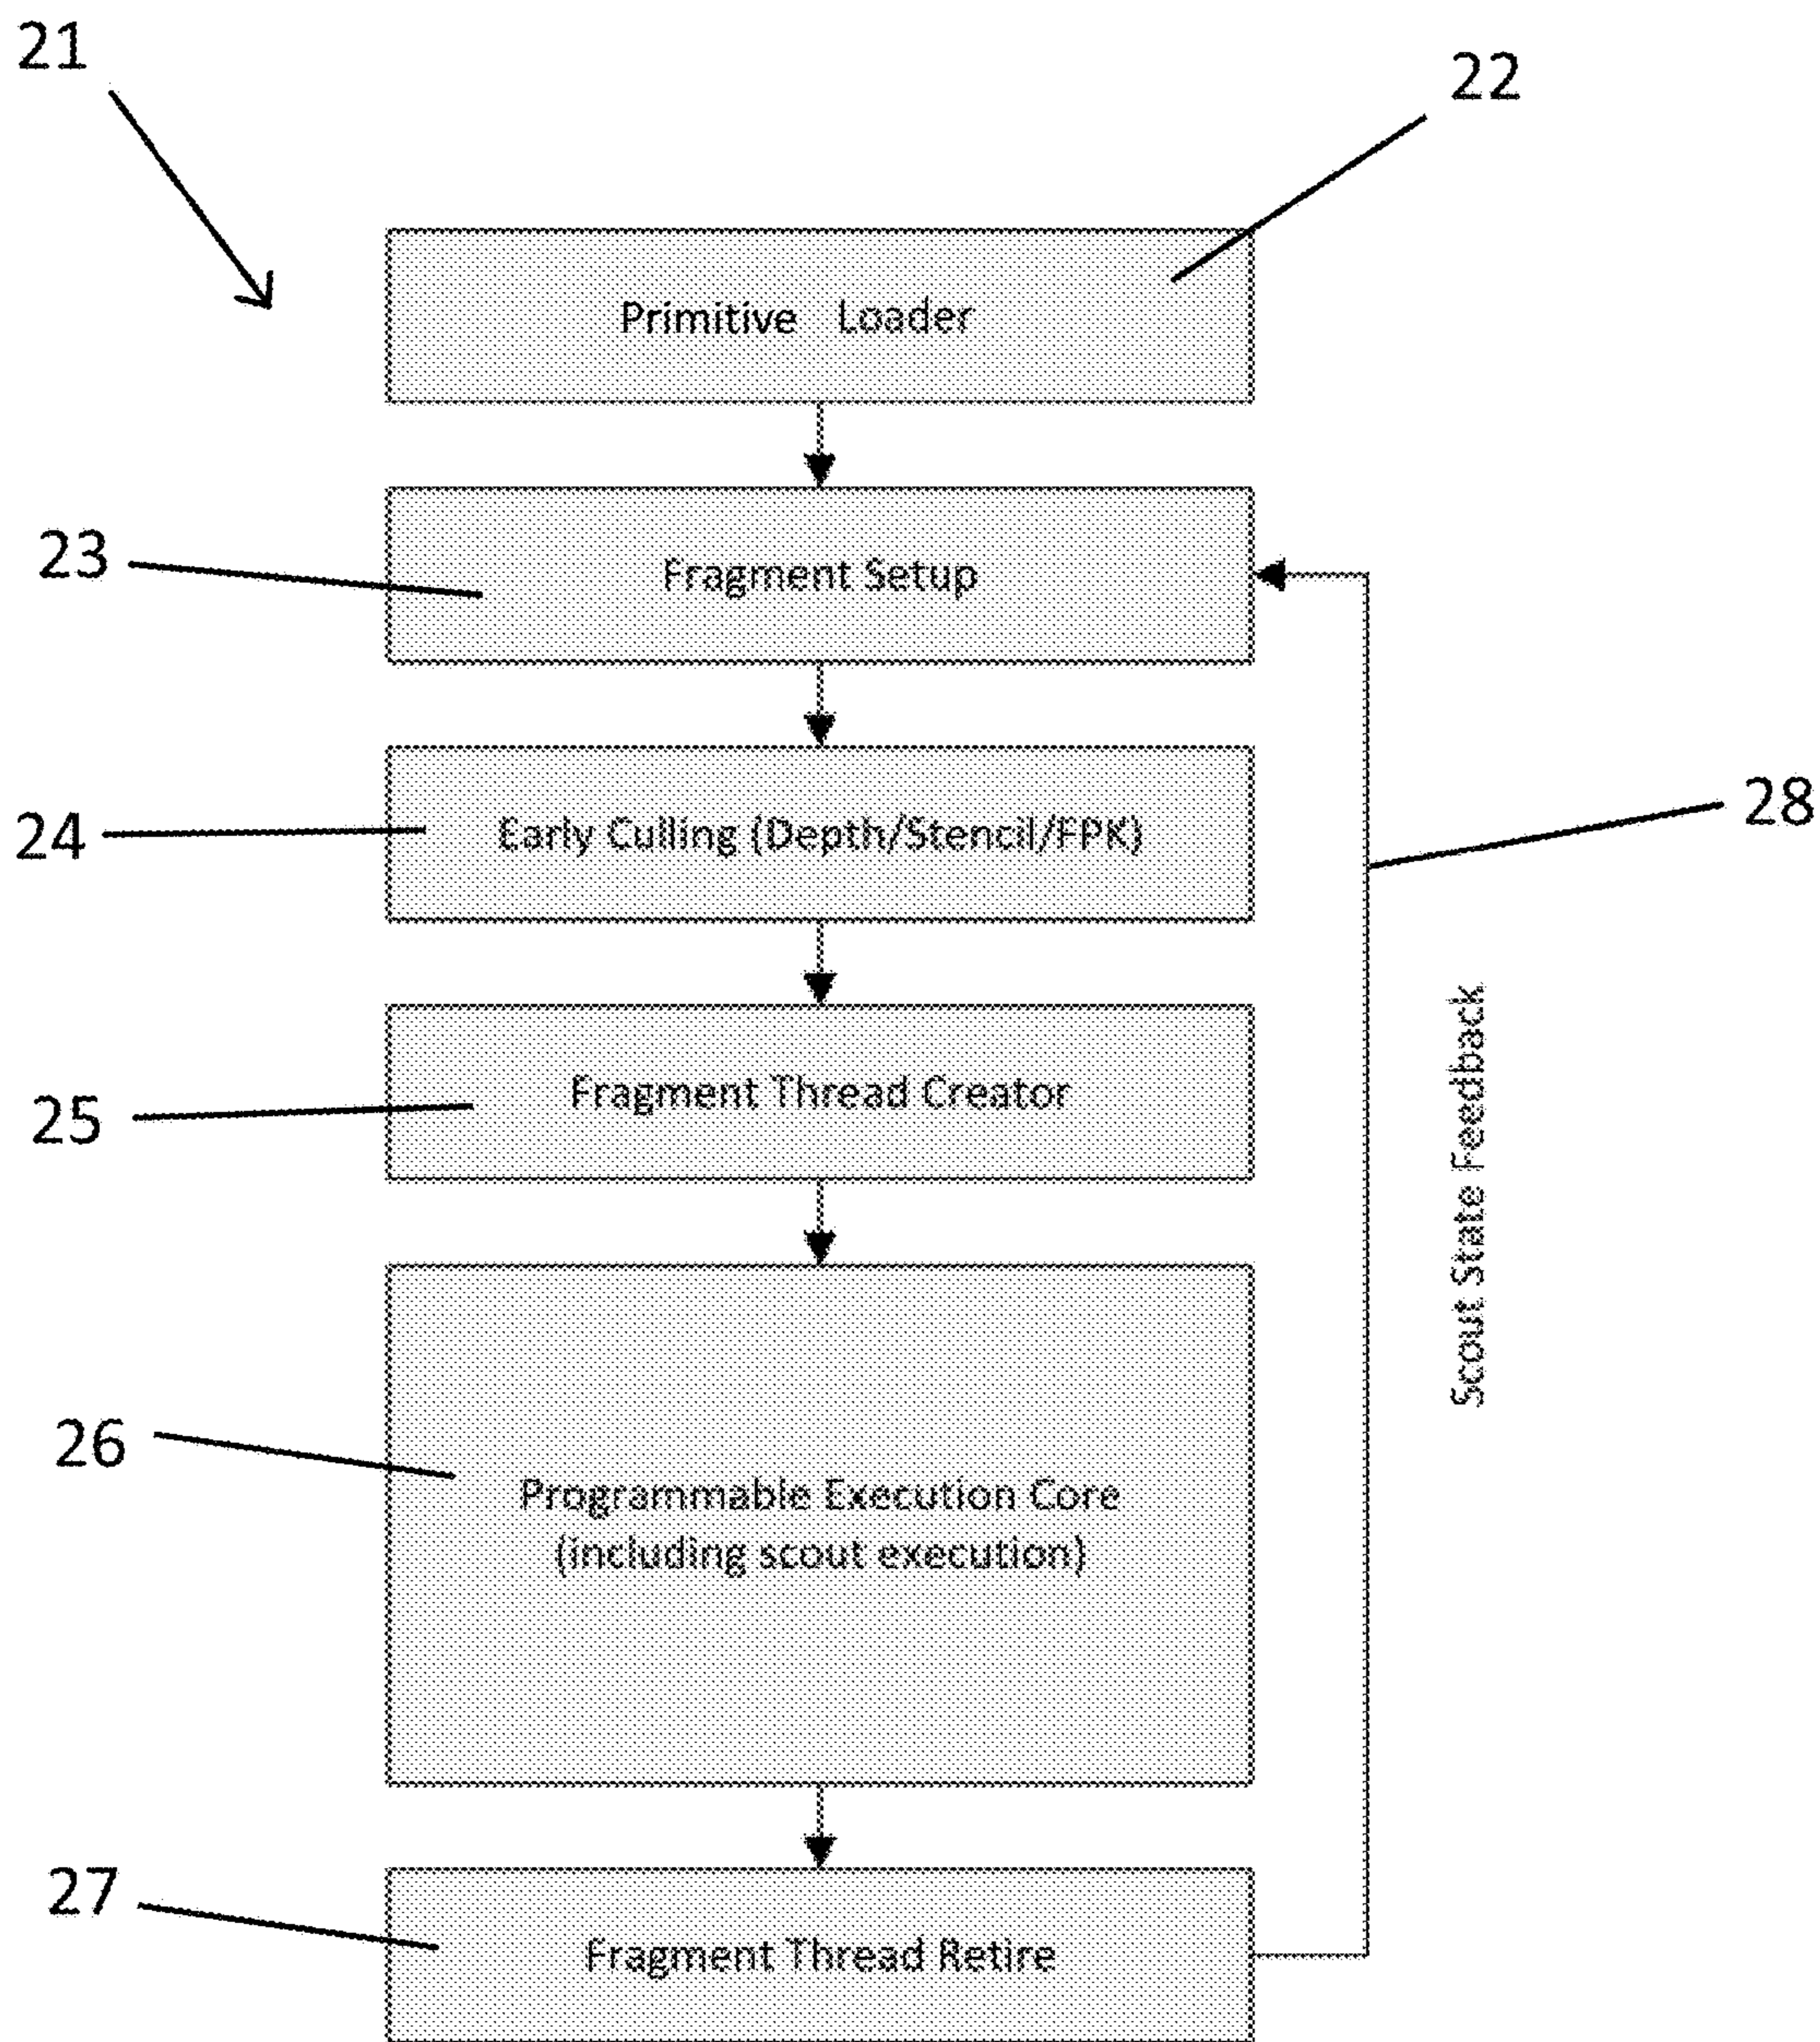 21
22
Primitive Loader
23
Fragment Setup
24
Early Culling (Depth/Stencil/FPK)
28
25
Fragment Thread Creator
Scout State Feedback
26
Programmable Execution Core
(including scout execution)
27
Fragment Thread Retire